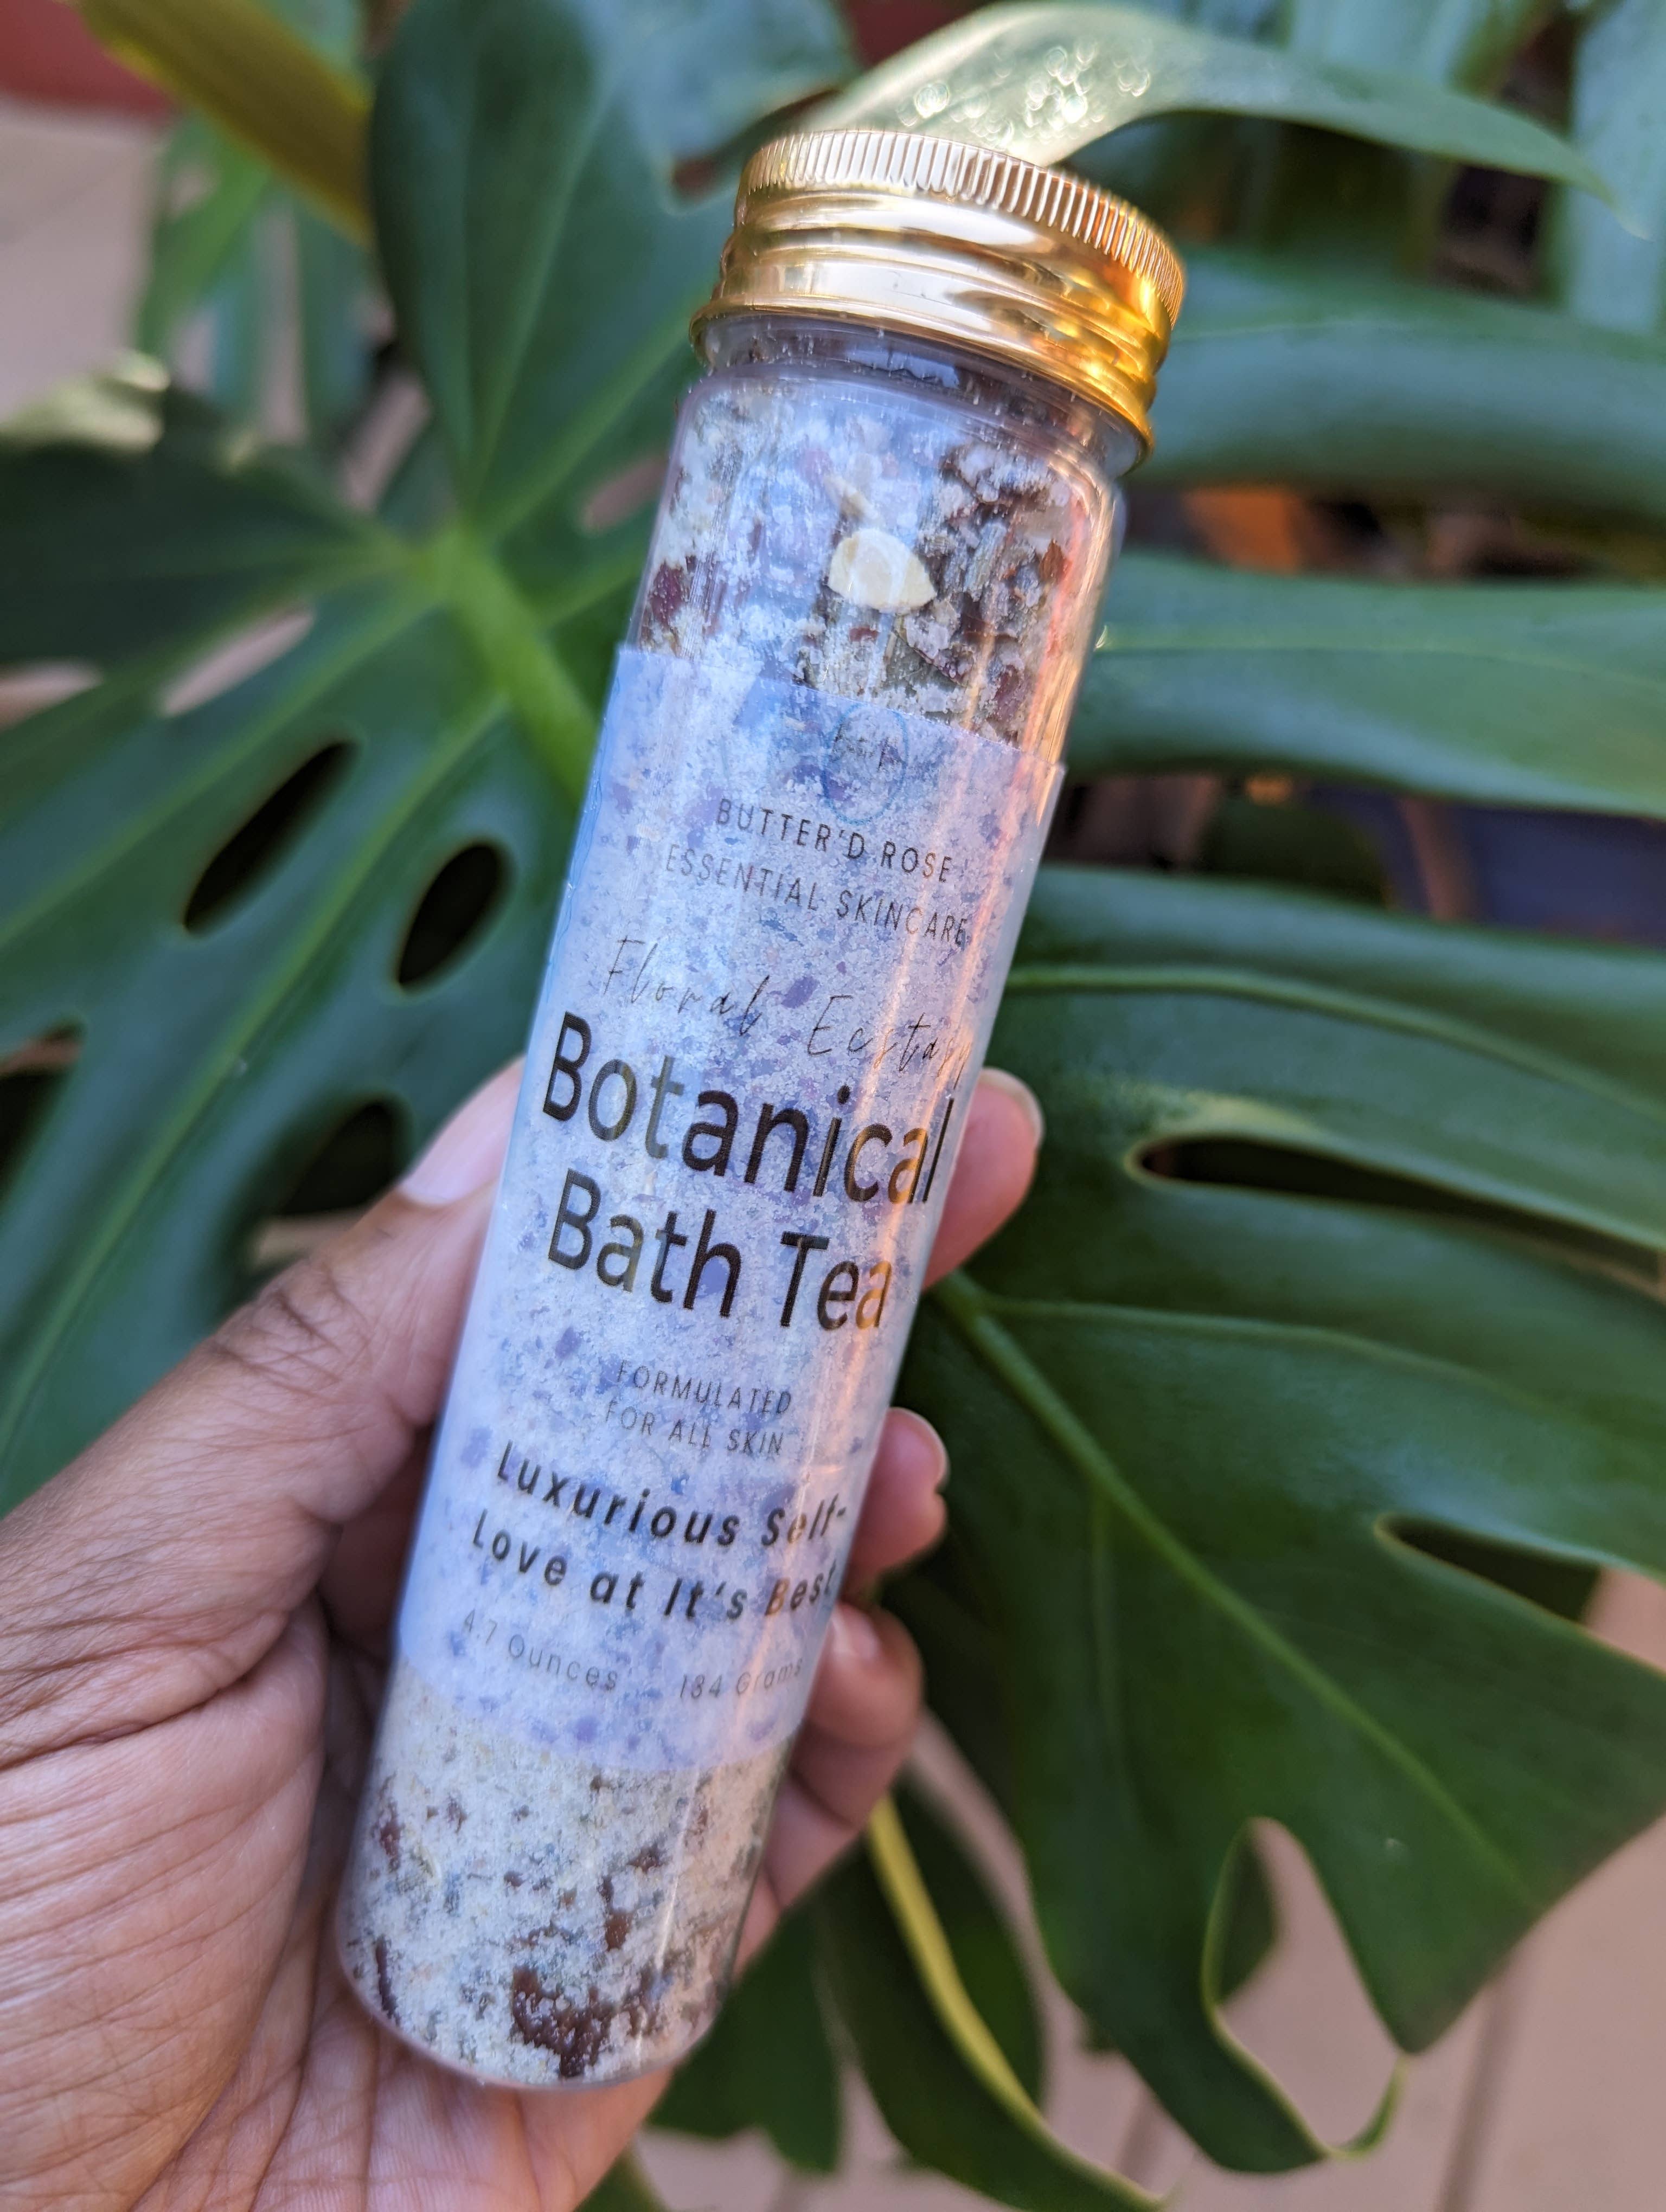 BUTTER'D ROSE
ESSENTIAL SKINCARE
Floral Ecstasy
Botanical
Bath Tea
FORMULATED
FOR ALL SKIN
Luxurious Self-
Love at It's Best
4.7 Ounces 134 Grams